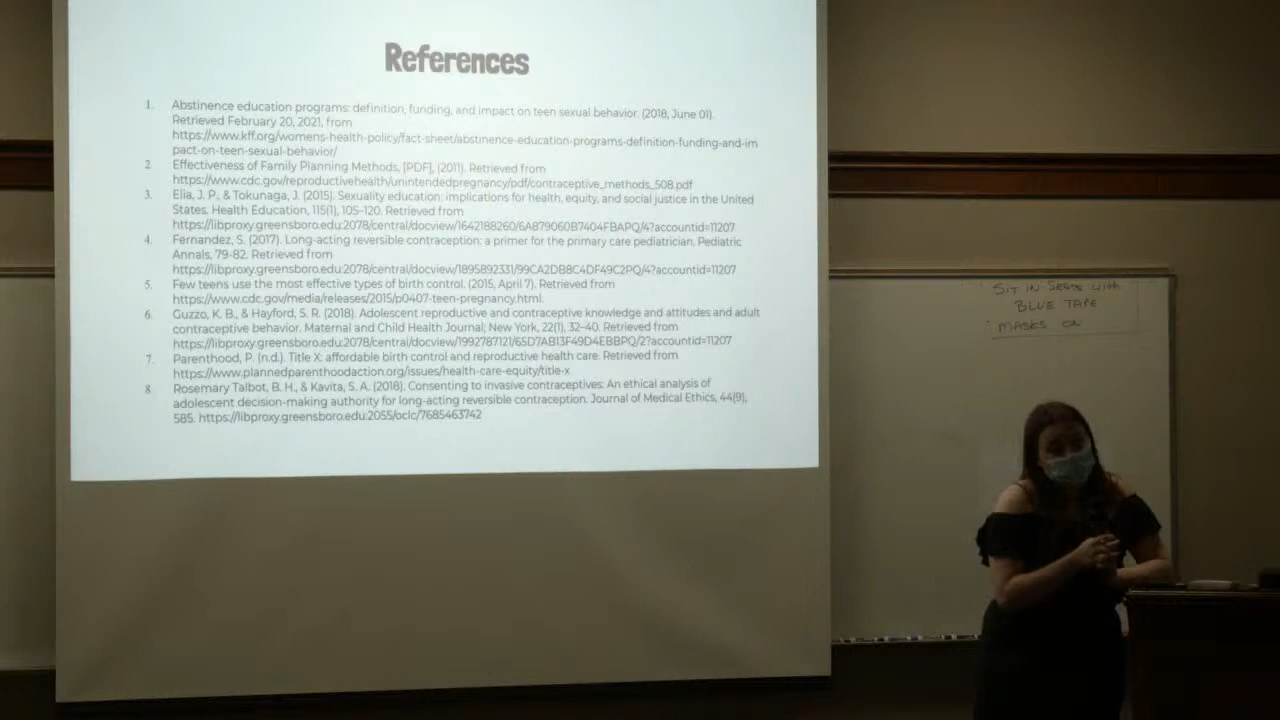 References
1. Abstinence education programs: definition, funding, and impact on teen sexual behavior. (2018, June 01).
Retrieved February 20, 2021, from
https://www.kff.org/womens-health-policy/fact-sheet/abstinence-education-programs-definition-funding-and-im
pact-on-teen-sexual-behavior/
2 Effectiveness of Family Planning Methods, [PDF], (2011). Retrieved from
https://www.cdc.gov/reproductivehealth/unintendedpregnancy/pdf/contraceptive_methods_508.pdf
3. Elia, J. P., & Tokunaga, J. (2015). Sexuality education: implications for health, equity, and social justice in the United
States. Health Education, 115(1), 105-120. Retrieved from
https://libproxy.greensboro.edu:2078/central/docview/1642188260/6A879060B7404FBAPQ/4?accountid=11207
4. Fernandez, S. (2017). Long-acting reversible contraception: a primer for the primary care pediatrician. Pediatric
Annals, 79-82. Retrieved from
https://libproxy.greensboro.edu:2078/central/docview/1895892331/99CA2DB8C4DF49C2PQ/4?accountid=11207
5. Few teens use the most effective types of birth control. (2015, April 7). Retrieved from
https://www.cdc.gov/media/releases/2015/p0407-teen-pregnancy.html.
6. Guzzo, K. B., & Hayford, S. R. (2018). Adolescent reproductive and contraceptive knowledge and attitudes and adult
contraceptive behavior. Maternal and Child Health Journal; New York, 22(1), 32-40. Retrieved from
https://libproxy.greensboro.edu:2078/central/docview/1992787121/65D7AB13F49D4EBBPQ/2?accountid=11207
7. Parenthood, P. (n.d.). Title X: affordable birth control and reproductive health care. Retrieved from
https://www.plannedparenthoodaction.org/issues/health-care-equity/title-x
8 Rosemary Talbot, B. H., & Kavita, S. A. (2018). Consenting to invasive contraceptives: An ethical analysis of
adolescent decision-making authority for long-acting reversible contraception. Journal of Medical Ethics, 44(9),
585. https://libproxy.greensboro.edu:2055/oclc/7685463742
SIT IN SEATS with
BLUE TAPE
MASKS ON